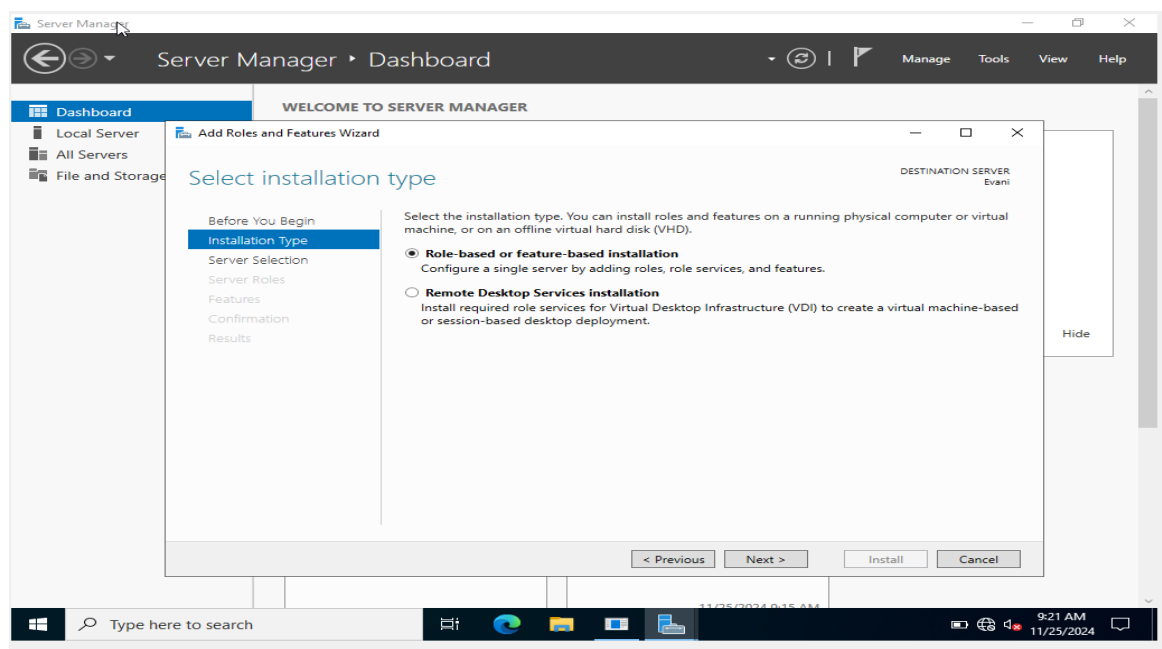 Server Manager
Server Manager • Dashboard
Manage Tools View Help
Dashboard
Local Server
All Servers
File and Storage
WELCOME TO SERVER MANAGER
Add Roles and Features Wizard
Select installation type
DESTINATION SERVER
Evani
Before You Begin
Installation Type
Server Selection
Server Roles
Features
Confirmation
Results
Select the installation type. You can install roles and features on a running physical computer or virtual
machine, or on an offline virtual hard disk (VHD).
Role-based or feature-based installation
Configure a single server by adding roles, role services, and features.
Remote Desktop Services installation
Install required role services for Virtual Desktop Infrastructure (VDI) to create a virtual machine-based
or session-based desktop deployment.
Hide
< Previous Next > Install Cancel
11/25/2024 9:15 AM
Type here to search
9:21 AM
11/25/2024